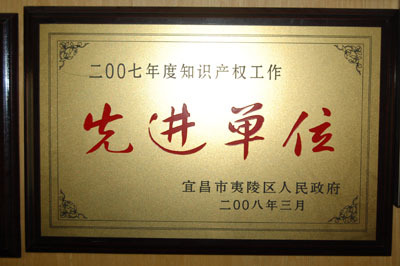 二00七年度知识产权工作
先进单位
宜昌市夷陵区人民政府
二00八年三月